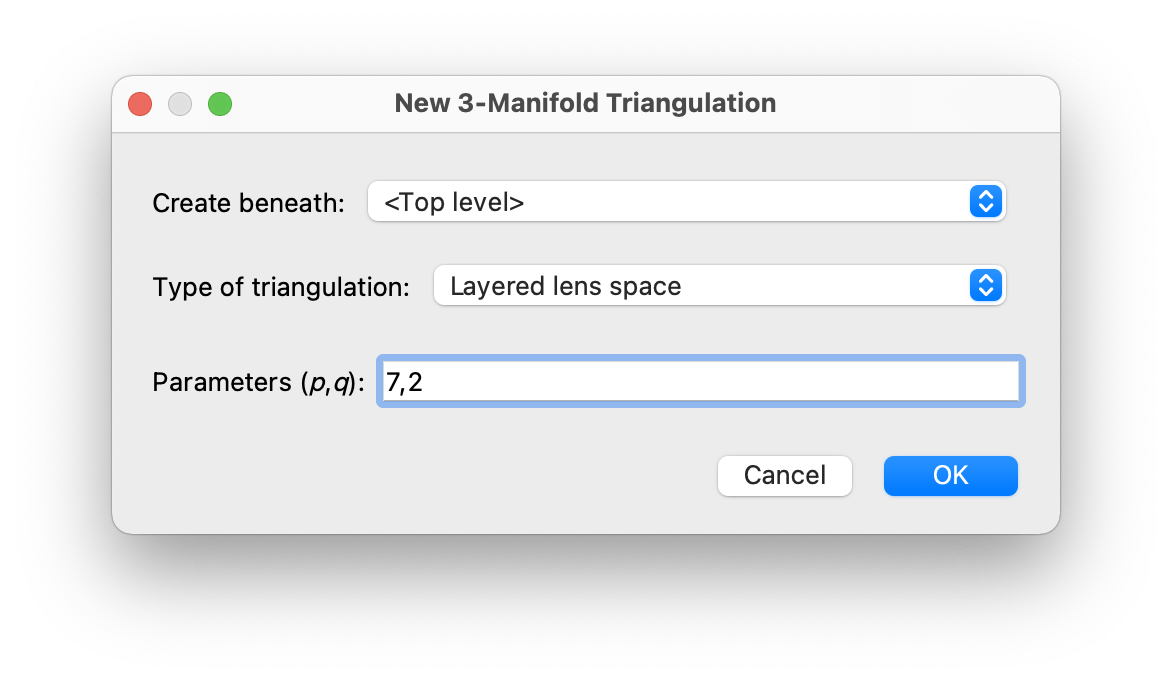 New 3-Manifold Triangulation
Create beneath: <Top level>
Type of triangulation: Layered lens space
Parameters (p,q): 7,2
Cancel OK